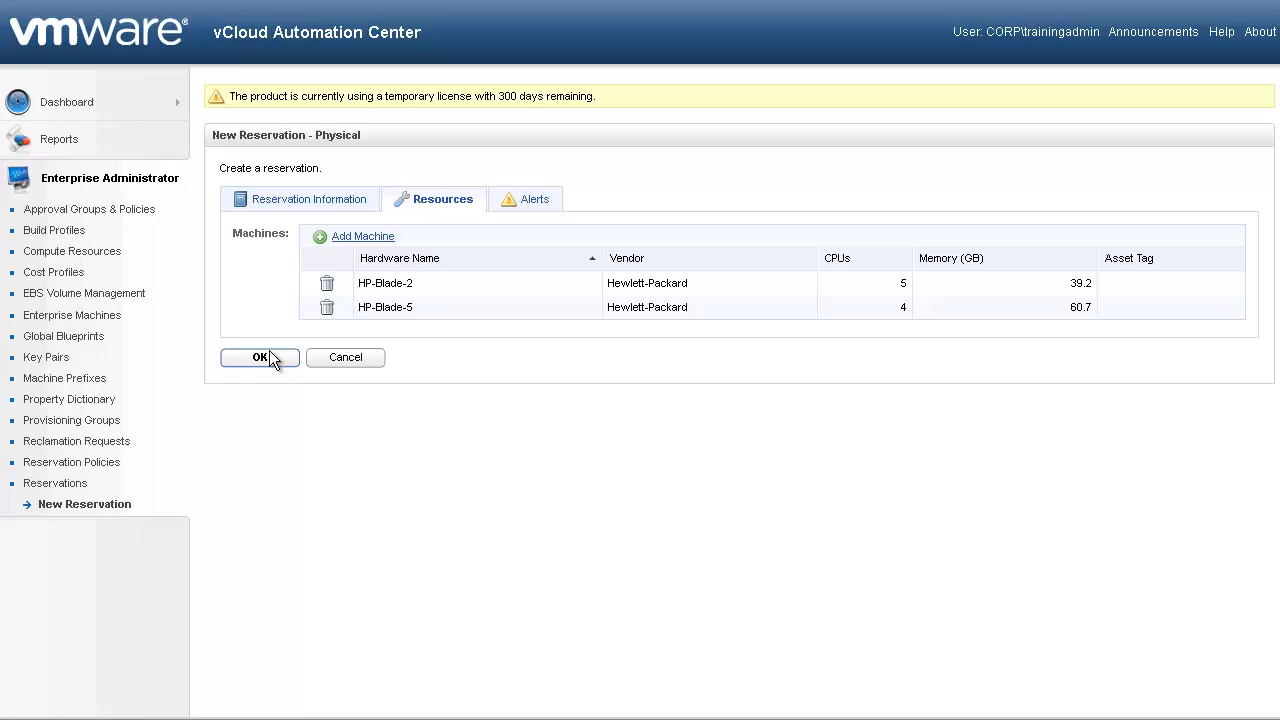 vmware®
vCloud Automation Center
User: CORP\trainingadmin Announcements Help About
Dashboard
Reports
Enterprise Administrator
Approval Groups & Policies
Build Profiles
Compute Resources
Cost Profiles
EBS Volume Management
Enterprise Machines
Global Blueprints
Key Pairs
Machine Prefixes
Property Dictionary
Provisioning Groups
Reclamation Requests
Reservation Policies
Reservations
New Reservation
The product is currently using a temporary license with 300 days remaining.
New Reservation - Physical
Create a reservation.
Reservation Information Resources Alerts
Machines: Add Machine
Hardware Name Vendor CPUs Memory (GB) Asset Tag
HP-Blade-2 Hewlett-Packard 5 39.2
HP-Blade-5 Hewlett-Packard 4 60.7
OK Cancel